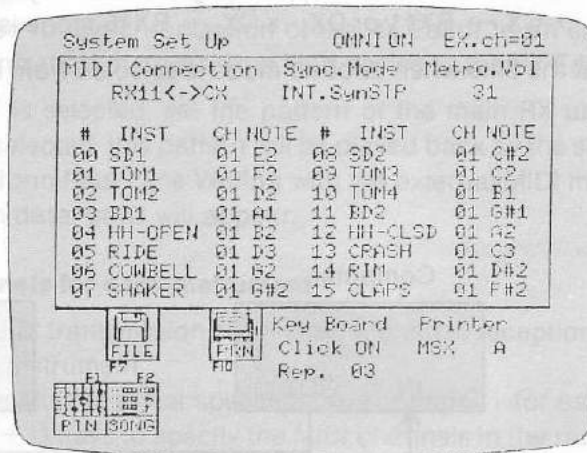 System Set Up OMNI ON EX.ch=01
MIDI Connection Sync.Mode Metro.Vol
RX11<->CX INT.SynSTP 31
# INST CH NOTE # INST CH NOTE
00 SD1 01 E2 08 SD2 01 C#2
01 TOM1 01 F2 09 TOM3 01 C2
02 TOM2 01 D2 10 TOM4 01 B1
03 BD1 01 A1 11 BD2 01 G#1
04 HH-OPEN 01 B2 12 HH-CLSD 01 A2
05 RIDE 01 D3 13 CRASH 01 C3
06 COWBELL 01 G2 14 RIM 01 D#2
07 SHAKER 01 G#2 15 CLAPS 01 F#2
Key Board Printer
FILE Click ON MSX A
F7 F10 Rep. 03
F1 F2
PTN SONG